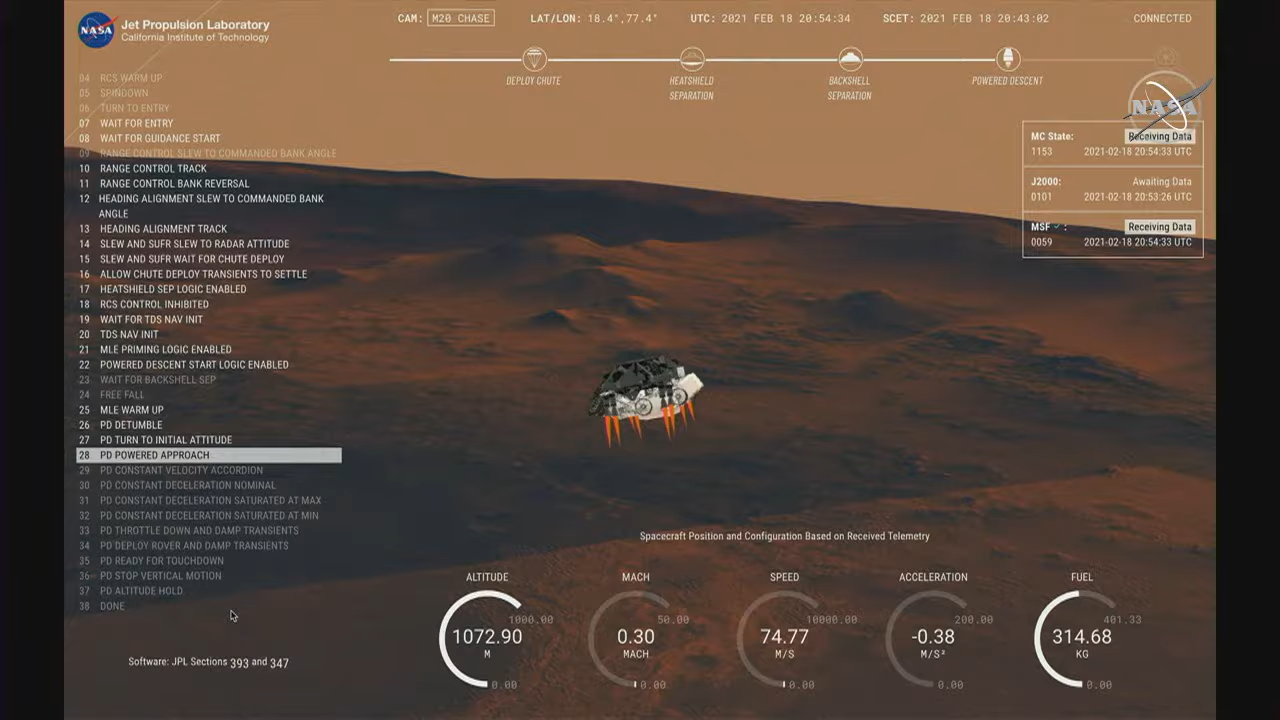 NASA
Jet Propulsion Laboratory
California Institute of Technology
CAM: M20 CHASE
LAT/LON: 18.4°,77.4°
UTC: 2021 FEB 18 20:54:34
SCET: 2021 FEB 18 20:43:02
CONNECTED
DEPLOY CHUTE
HEATSHIELD
SEPARATION
BACKSHELL
SEPARATION
POWERED DESCENT
NASA
04 RCS WARM UP
05 SPINDOWN
06 TURN TO ENTRY
07 WAIT FOR ENTRY
08 WAIT FOR GUIDANCE START
09 RANGE CONTROL SLEW TO COMMANDED BANK ANGLE
10 RANGE CONTROL TRACK
11 RANGE CONTROL BANK REVERSAL
12 HEADING ALIGNMENT SLEW TO COMMANDED BANK
ANGLE
13 HEADING ALIGNMENT TRACK
14 SLEW AND SUFR SLEW TO RADAR ATTITUDE
15 SLEW AND SUFR WAIT FOR CHUTE DEPLOY
16 ALLOW CHUTE DEPLOY TRANSIENTS TO SETTLE
17 HEATSHIELD SEP LOGIC ENABLED
18 RCS CONTROL INHIBITED
19 WAIT FOR TDS NAV INIT
20 TDS NAV INIT
21 MLE PRIMING LOGIC ENABLED
22 POWERED DESCENT START LOGIC ENABLED
23 WAIT FOR BACKSHELL SEP
24 FREE FALL
25 MLE WARM UP
26 PD DETUMBLE
27 PD TURN TO INITIAL ATTITUDE
28 PD POWERED APPROACH
29 PD CONSTANT VELOCITY ACCORDION
30 PD CONSTANT DECELERATION NOMINAL
31 PD CONSTANT DECELERATION SATURATED AT MAX
32 PD CONSTANT DECELERATION SATURATED AT MIN
33 PD THROTTLE DOWN AND DAMP TRANSIENTS
34 PD DEPLOY ROVER AND DAMP TRANSIENTS
35 PD READY FOR TOUCHDOWN
36 PD STOP VERTICAL MOTION
37 PD ALTITUDE HOLD
38 DONE
Software: JPL Sections 393 and 347
MC State: Receiving Data
1153 2021-02-18 20:54:33 UTC
J2000: Awaiting Data
0101 2021-02-18 20:53:26 UTC
MSF ✓ : Receiving Data
0059 2021-02-18 20:54:33 UTC
Spacecraft Position and Configuration Based on Received Telemetry
ALTITUDE
1000.00
1072.90
M
0.00
MACH
50.00
0.30
MACH
0.00
SPEED
10000.00
74.77
M/S
0.00
ACCELERATION
200.00
-0.38
M/S²
0.00
FUEL
401.33
314.68
KG
0.00